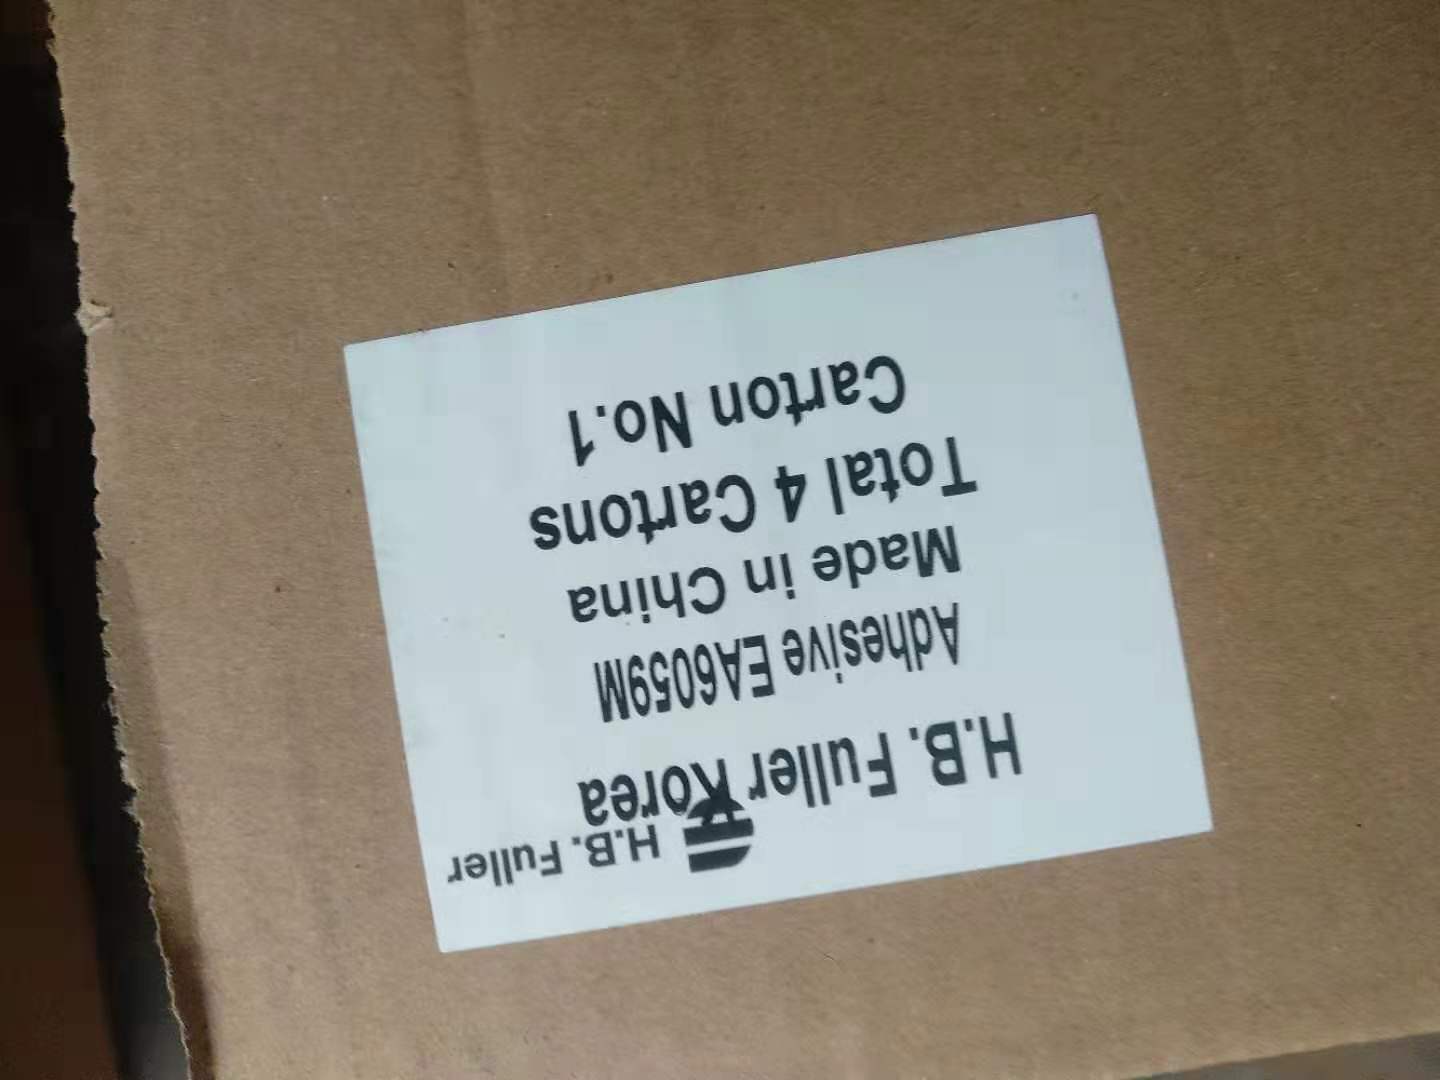 H.B. Fuller
H.B. Fuller Korea
Adhesive EA6059M
Made in China
Total 4 Cartons
Carton No.1